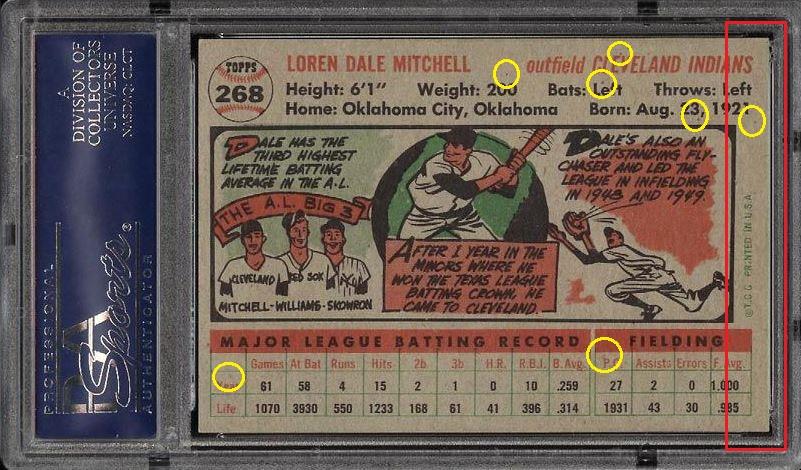 A
DIVISION OF
COLLECTORS
UNIVERSE
NASDAQ: CLCT
PROFESSIONAL
PSA
Sports
®
AUTHENTICATOR
TOPPS
268
LOREN DALE MITCHELL outfield CLEVELAND INDIANS
Height: 6'1" Weight: 200 Bats: Left Throws: Left
Home: Oklahoma City, Oklahoma Born: Aug. 23,
DALE HAS THE
THIRD HIGHEST
LIFETIME BATTING
AVERAGE IN THE A.L.
THE A.L. BIG 3
CLEVELAND RED SOX
MITCHELL-WILLIAMS-SKOWRON
AFTER 1 YEAR IN THE
MINORS WHERE HE
WON THE TEXAS LEAGUE
BATTING CROWN, HE
CAME TO CLEVELAND.
DALE'S ALSO AN
OUTSTANDING FLY-
CHASER AND LED THE
LEAGUE IN INFIELDING
IN 1948 AND 1949.
© T.C.G. PRINTED IN U.S.A.
MAJOR LEAGUE BATTING RECORD FIELDING
Games At Bat Runs Hits 2b 3b H.R. R.B.I. B. Avg. Assists Errors F. Avg.
Year 61 58 4 15 2 1 0 10 .259 27 2 0 1.000
Life 1070 3930 550 1233 168 61 41 396 .314 1931 43 30 .985